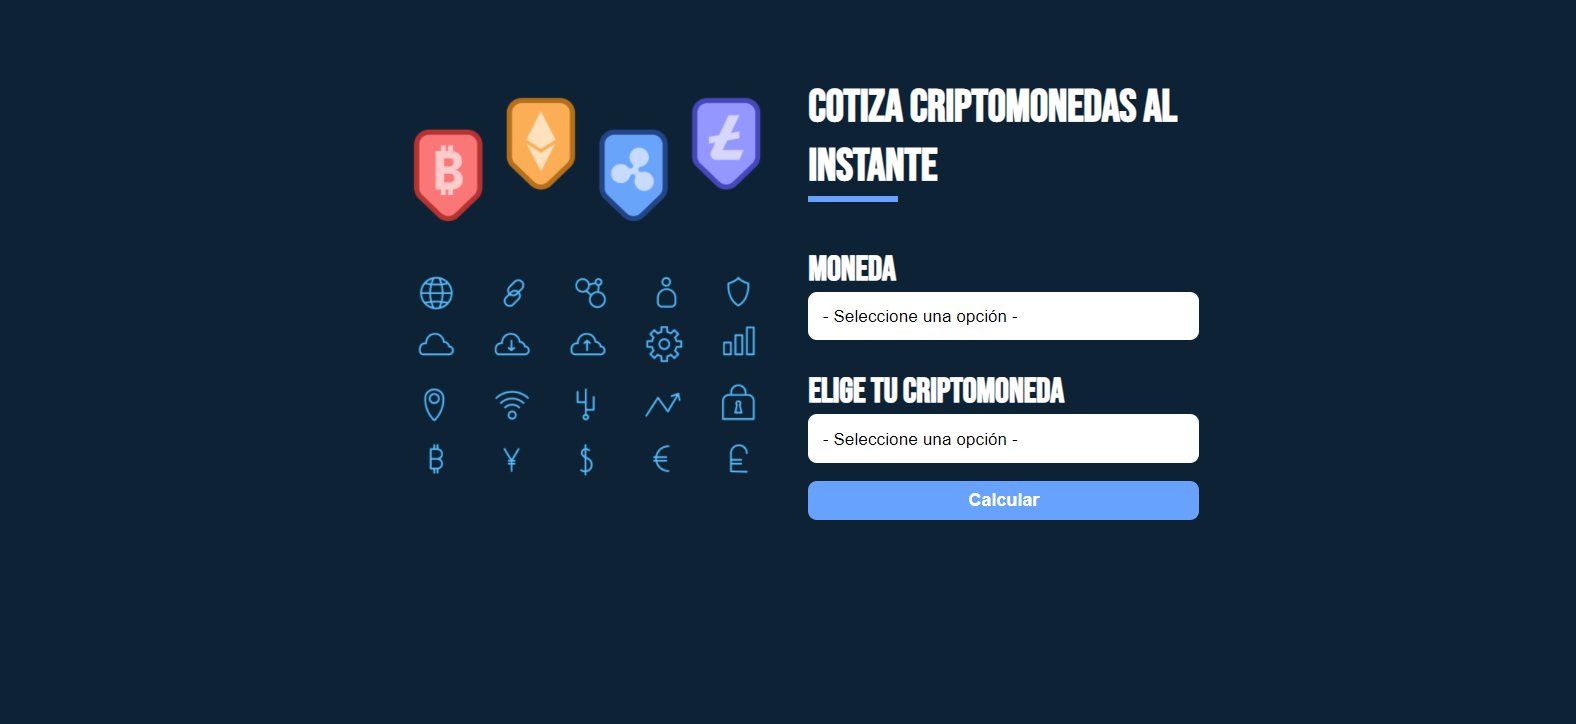 COTIZA CRIPTOMONEDAS AL
INSTANTE
MONEDA
- Seleccione una opción -
ELIGE TU CRIPTOMONEDA
- Seleccione una opción -
Calcular